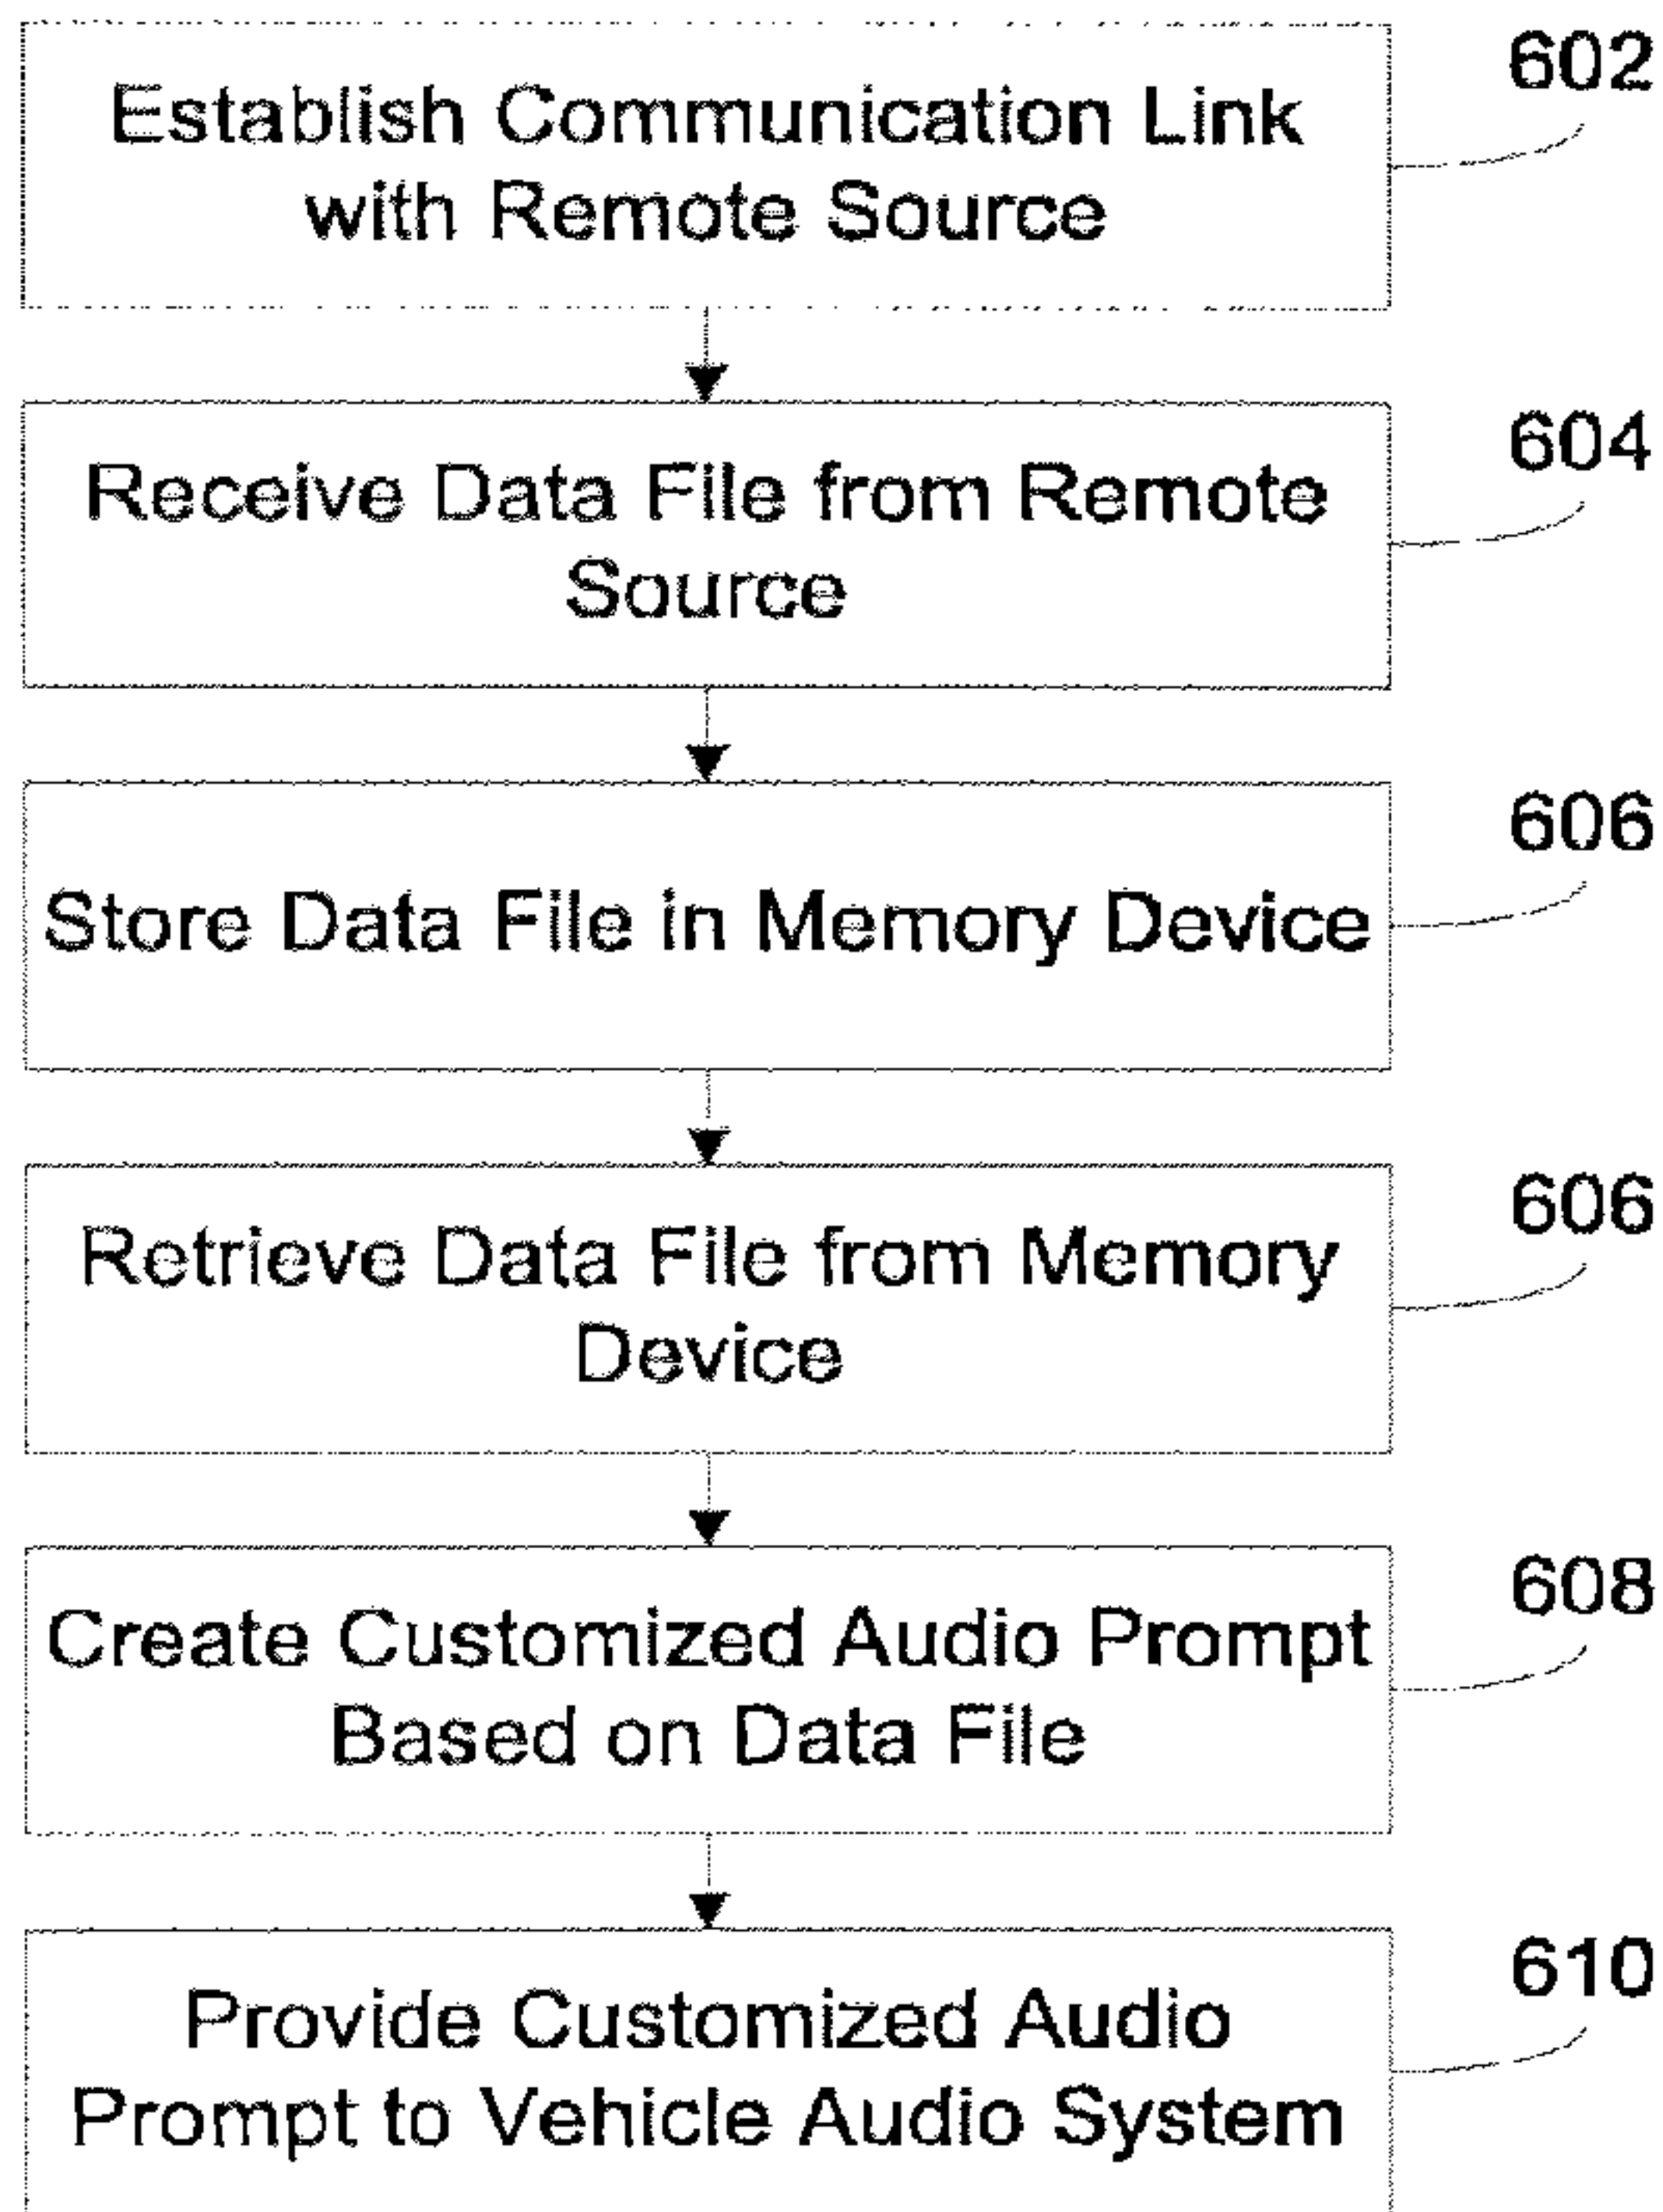 602
Establish Communication Link
with Remote Source
604
Receive Data File from Remote
Source
606
Store Data File in Memory Device
606
Retrieve Data File from Memory
Device
608
Create Customized Audio Prompt
Based on Data File
610
Provide Customized Audio
Prompt to Vehicle Audio System